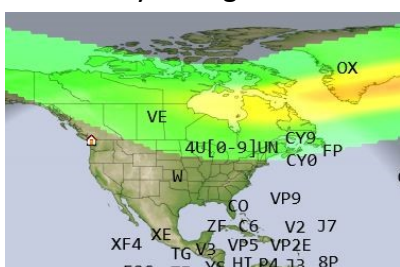 OX
VE
4U[0-9]UN CY9 FP
CY0
W
CO VP9
ZF C6 V2 J7
XF4 XE VP5 VP2E
TG V3
HI P4 J3 8P